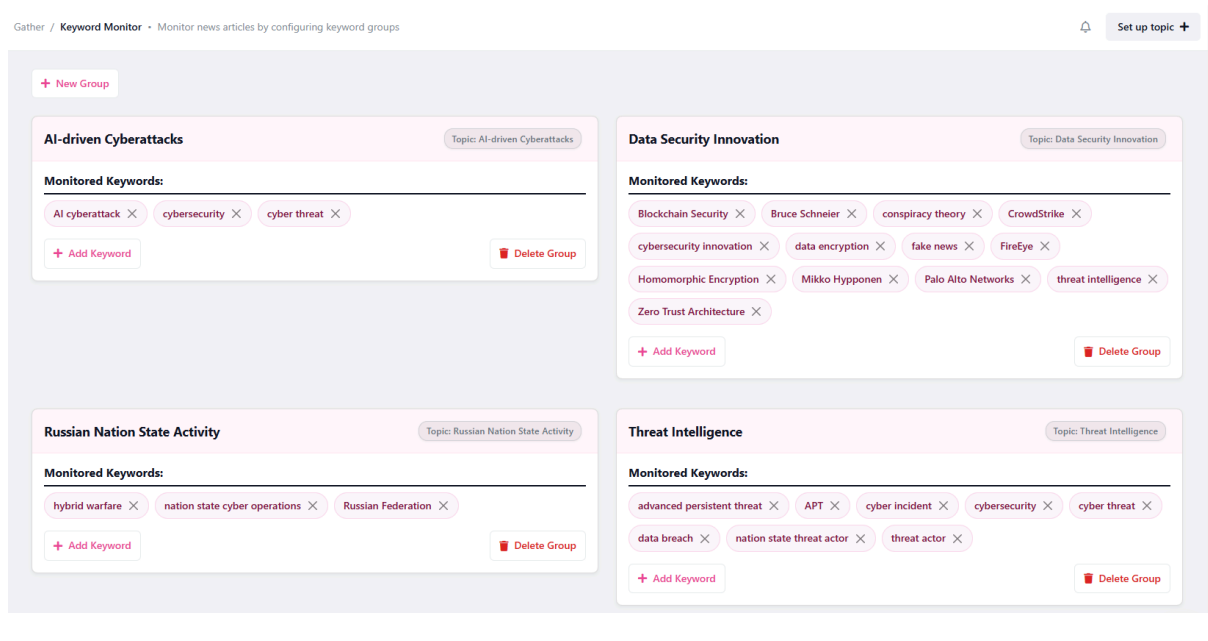 Gather / Keyword Monitor • Monitor news articles by configuring keyword groups
Set up topic +
+ New Group
AI-driven Cyberattacks
Topic: AI-driven Cyberattacks
Monitored Keywords:
AI cyberattack × cybersecurity × cyber threat ×
+ Add Keyword
Delete Group
Data Security Innovation
Topic: Data Security Innovation
Monitored Keywords:
Blockchain Security × Bruce Schneier × conspiracy theory × CrowdStrike ×
cybersecurity innovation × data encryption × fake news × FireEye ×
Homomorphic Encryption × Mikko Hypponen × Palo Alto Networks × threat intelligence ×
Zero Trust Architecture ×
+ Add Keyword
Delete Group
Russian Nation State Activity
Topic: Russian Nation State Activity
Monitored Keywords:
hybrid warfare × nation state cyber operations × Russian Federation ×
+ Add Keyword
Delete Group
Threat Intelligence
Topic: Threat Intelligence
Monitored Keywords:
advanced persistent threat × APT × cyber incident × cybersecurity × cyber threat ×
data breach × nation state threat actor × threat actor ×
+ Add Keyword
Delete Group